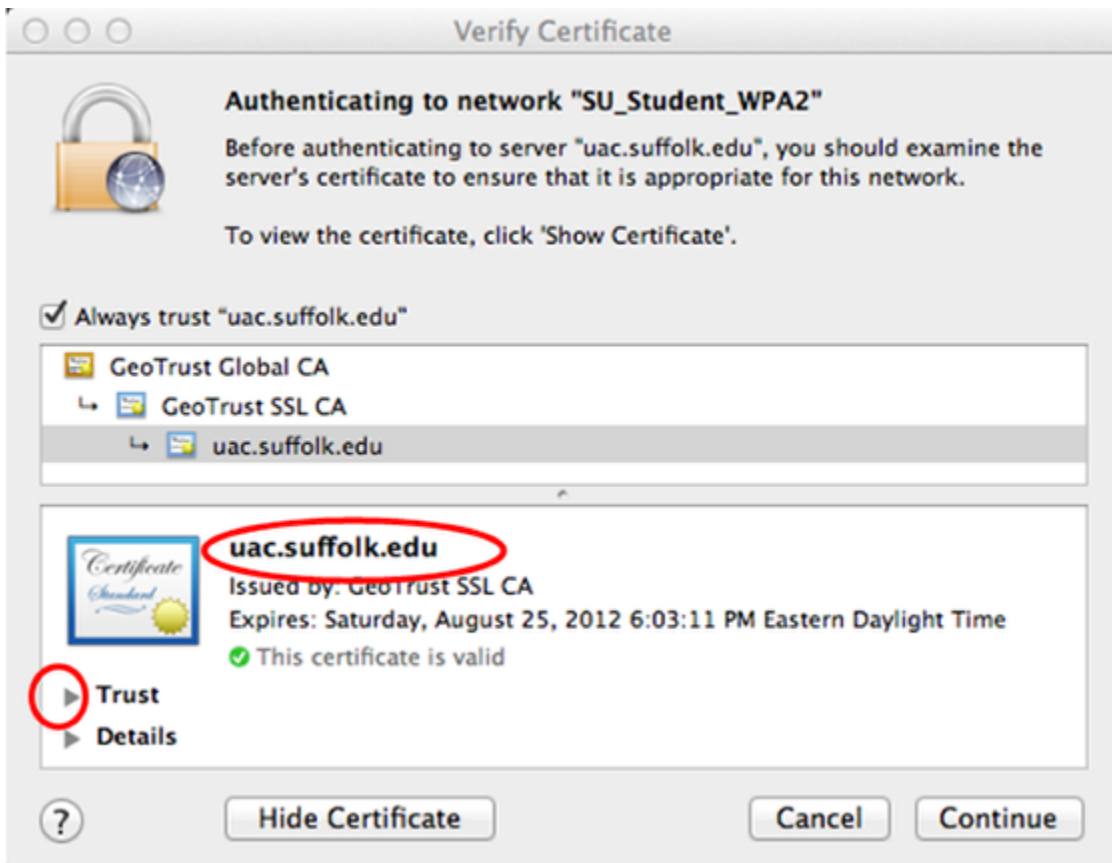 Verify Certificate
Authenticating to network "SU_Student_WPA2"
Before authenticating to server "uac.suffolk.edu", you should examine the
server's certificate to ensure that it is appropriate for this network.
To view the certificate, click 'Show Certificate'.
Always trust "uac.suffolk.edu"
GeoTrust Global CA
GeoTrust SSL CA
uac.suffolk.edu
Certificate
Standard
uac.suffolk.edu
Issued by: GeoTrust SSL CA
Expires: Saturday, August 25, 2012 6:03:11 PM Eastern Daylight Time
This certificate is valid
Trust
Details
? Hide Certificate Cancel Continue